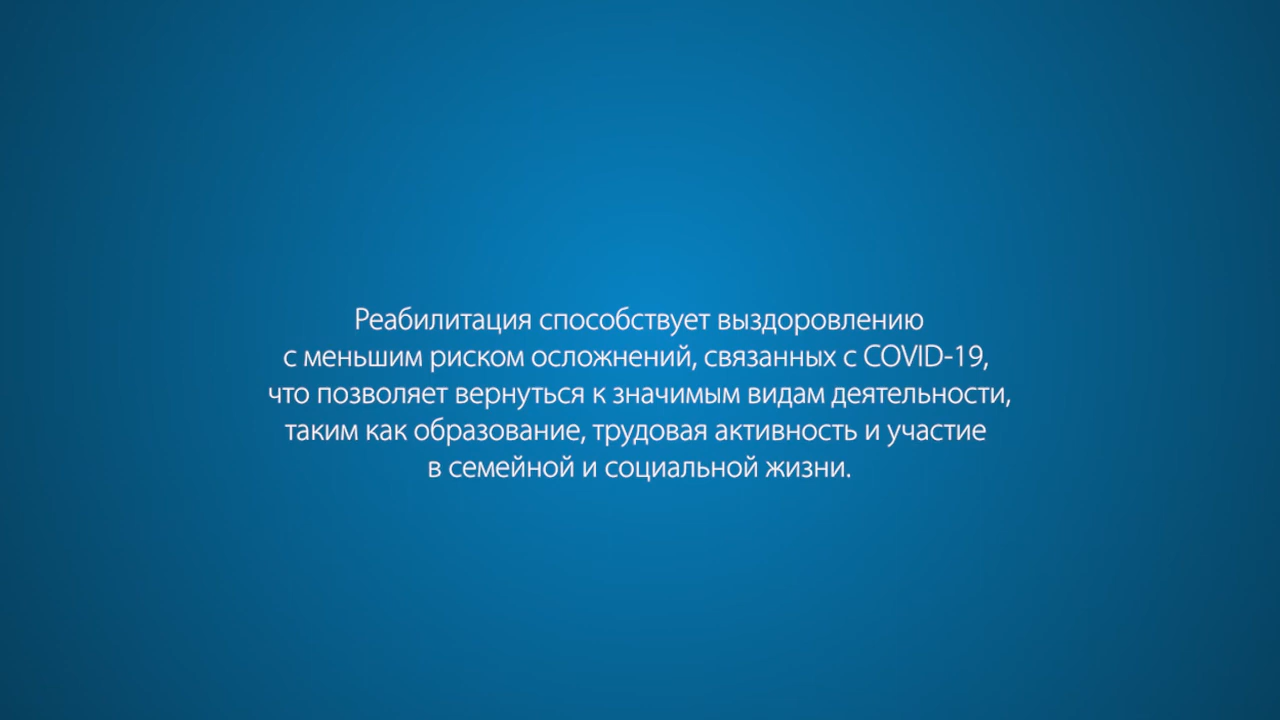 Реабилитация способствует выздоровлению
с меньшим риском осложнений, связанных с COVID-19,
что позволяет вернуться к значимым видам деятельности,
таким как образование, трудовая активность и участие
в семейной и социальной жизни.